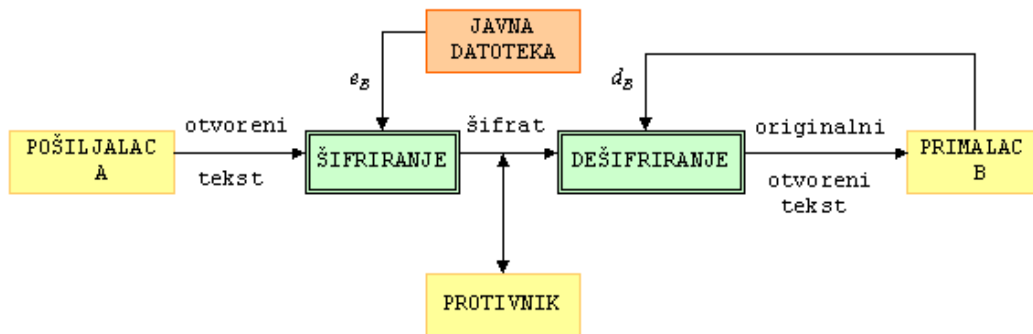 JAVNA
DATOTEKA
e_B
d_B
POŠILJALAC
A
otvoreni
tekst
ŠIFRIRANJE
šifrat
DEŠIFRIRANJE
originalni
otvoreni
tekst
PRIMALAC
B
PROTIVNIK